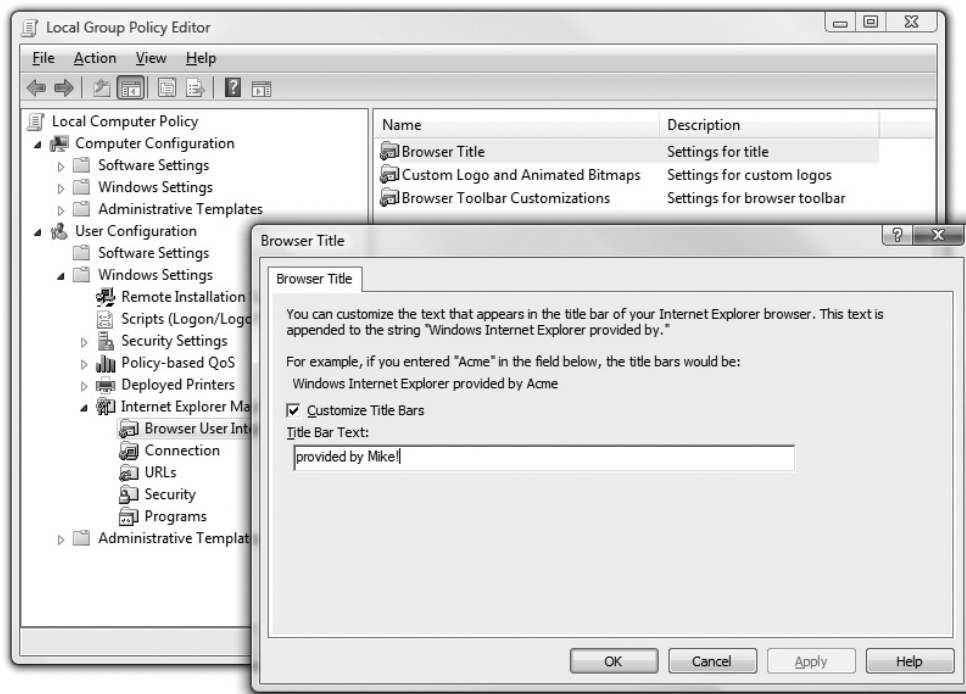 Local Group Policy Editor
File Action View Help
Local Computer Policy
Computer Configuration
Software Settings
Windows Settings
Administrative Templates
User Configuration
Software Settings
Windows Settings
Remote Installation
Scripts (Logon/Logo
Security Settings
Policy-based QoS
Deployed Printers
Internet Explorer Ma
Browser User Inte
Connection
URLs
Security
Programs
Administrative Templat
Name Description
Browser Title Settings for title
Custom Logo and Animated Bitmaps Settings for custom logos
Browser Toolbar Customizations Settings for browser toolbar
Browser Title
Browser Title
You can customize the text that appears in the title bar of your Internet Explorer browser. This text is
appended to the string "Windows Internet Explorer provided by."
For example, if you entered "Acme" in the field below, the title bars would be:
Windows Internet Explorer provided by Acme
Customize Title Bars
Title Bar Text:
provided by Mike!
OK Cancel Apply Help